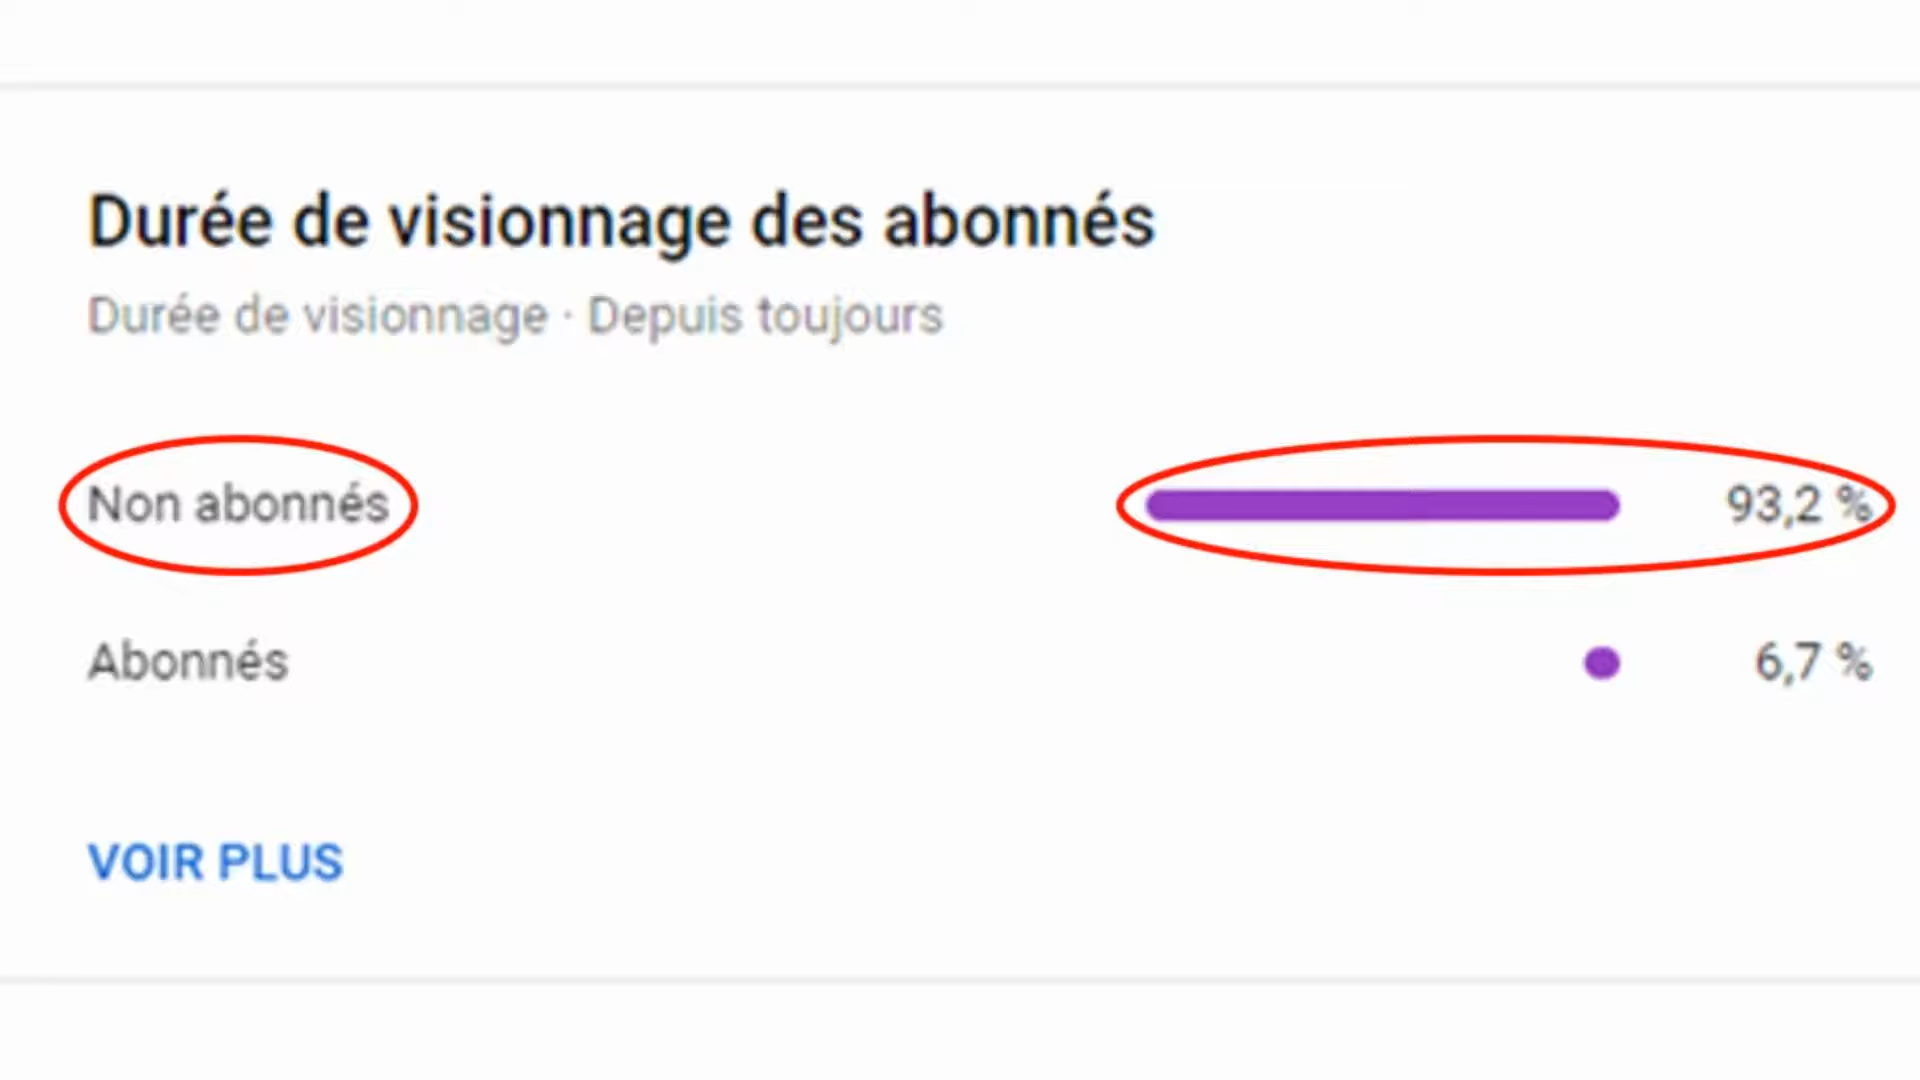 Durée de visionnage des abonnés
Durée de visionnage · Depuis toujours
Non abonnés 93,2 %
Abonnés 6,7 %
VOIR PLUS